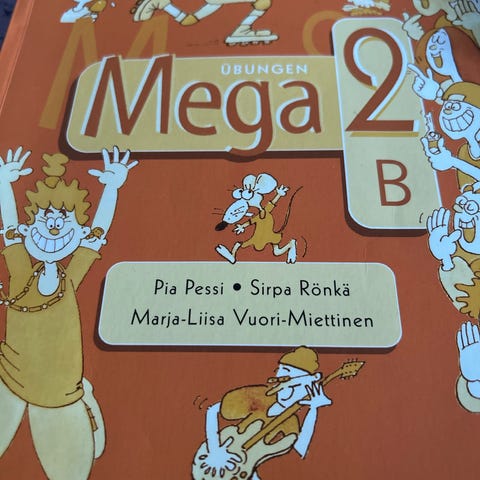 ÜBUNGEN
Mega 2
B
Pia Pessi • Sirpa Rönkä
Marja-Liisa Vuori-Miettinen